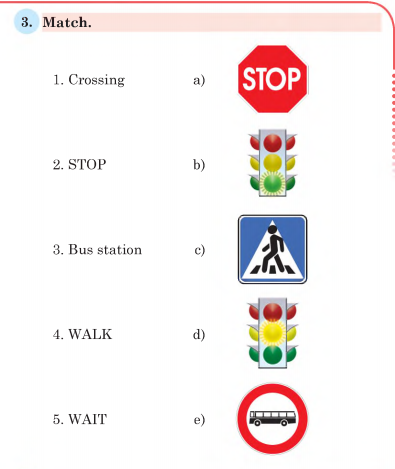 3. Match.
1. Crossing a) STOP
2. STOP b)
3. Bus station c)
4. WALK d)
5. WAIT e)